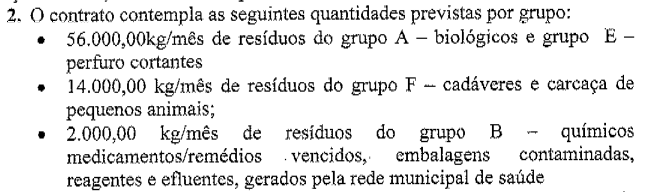 2. O contrato contempla as seguintes quantidades previstas por grupo:
• 56.000,00kg/mês de resíduos do grupo A – biológicos e grupo E –
perfuro cortantes
• 14.000,00 kg/mês de resíduos do grupo F – cadáveres e carcaça de
pequenos animais;
• 2.000,00 kg/mês de resíduos do grupo B – químicos
medicamentos/remédios vencidos, embalagens contaminadas,
reagentes e efluentes, gerados pela rede municipal de saúde